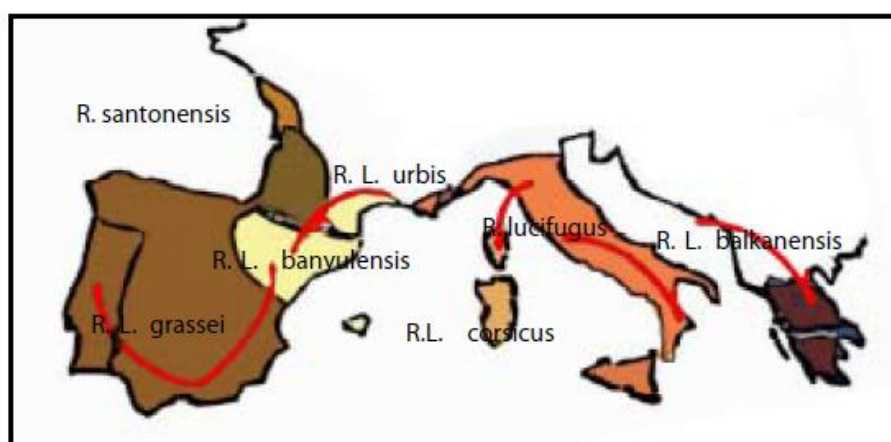 R. santonensis
R. L. urbis
R.lucifugus
R. L. balkanensis
R. L. banyulensis
R. L. grassei
R.L. corsicus